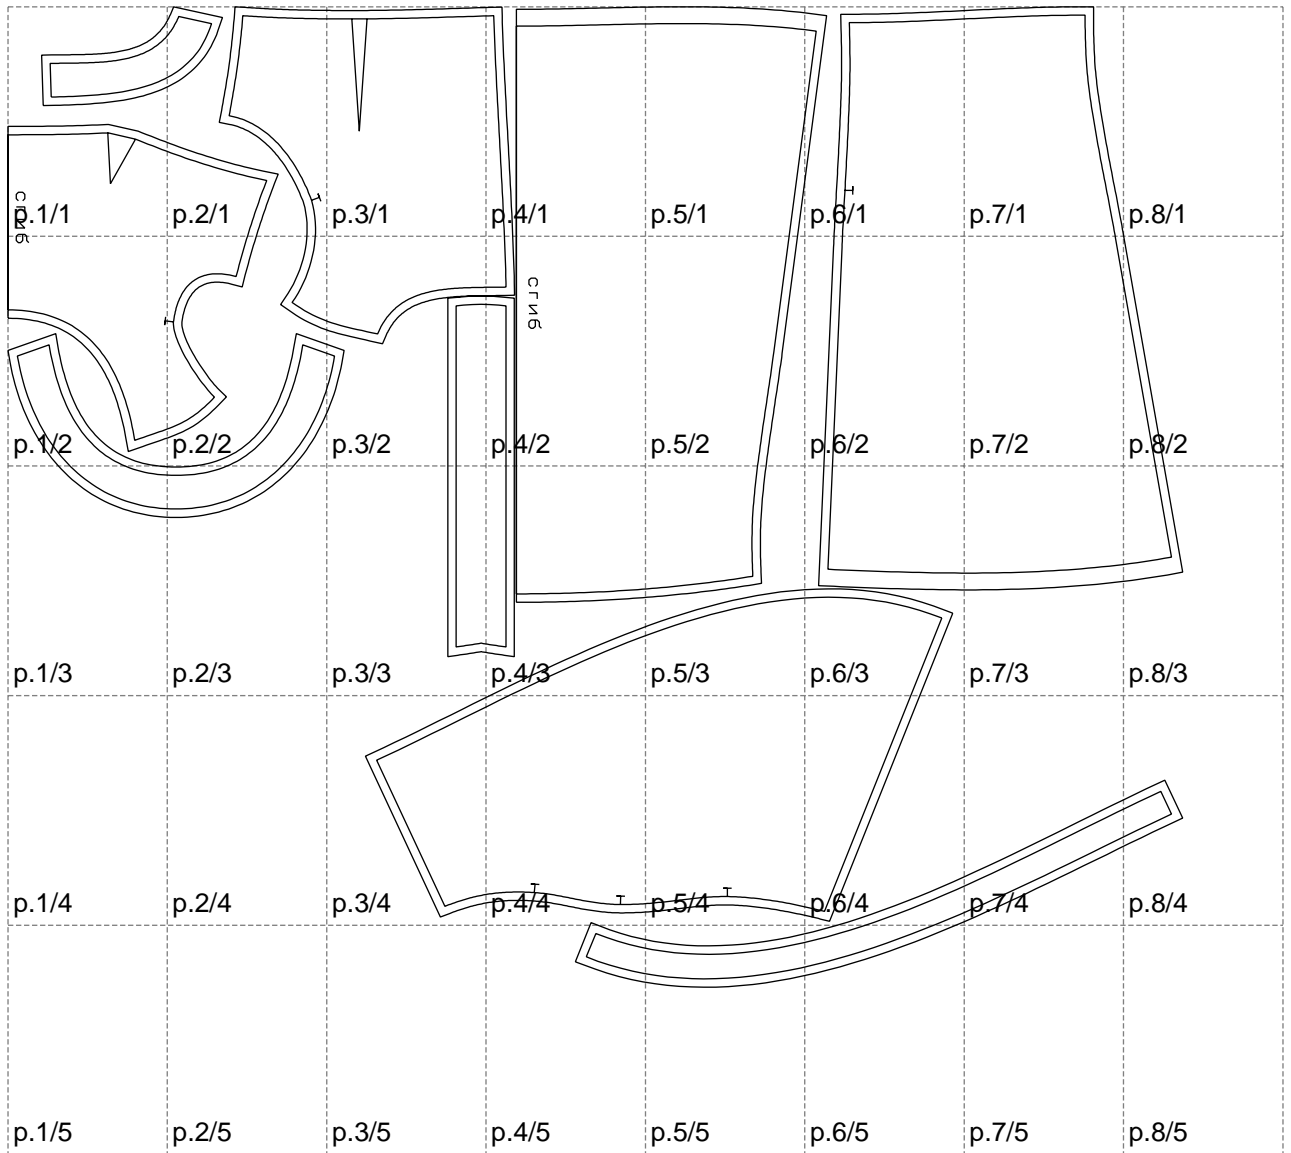 сгиб
p.1/1 p.2/1 p.3/1 p.4/1 p.5/1 p.6/1 p.7/1 p.8/1
сгиб
p.1/2 p.2/2 p.3/2 p.4/2 p.5/2 p.6/2 p.7/2 p.8/2
p.1/3 p.2/3 p.3/3 p.4/3 p.5/3 p.6/3 p.7/3 p.8/3
p.1/4 p.2/4 p.3/4 p.4/4 p.5/4 p.6/4 p.7/4 p.8/4
p.1/5 p.2/5 p.3/5 p.4/5 p.5/5 p.6/5 p.7/5 p.8/5